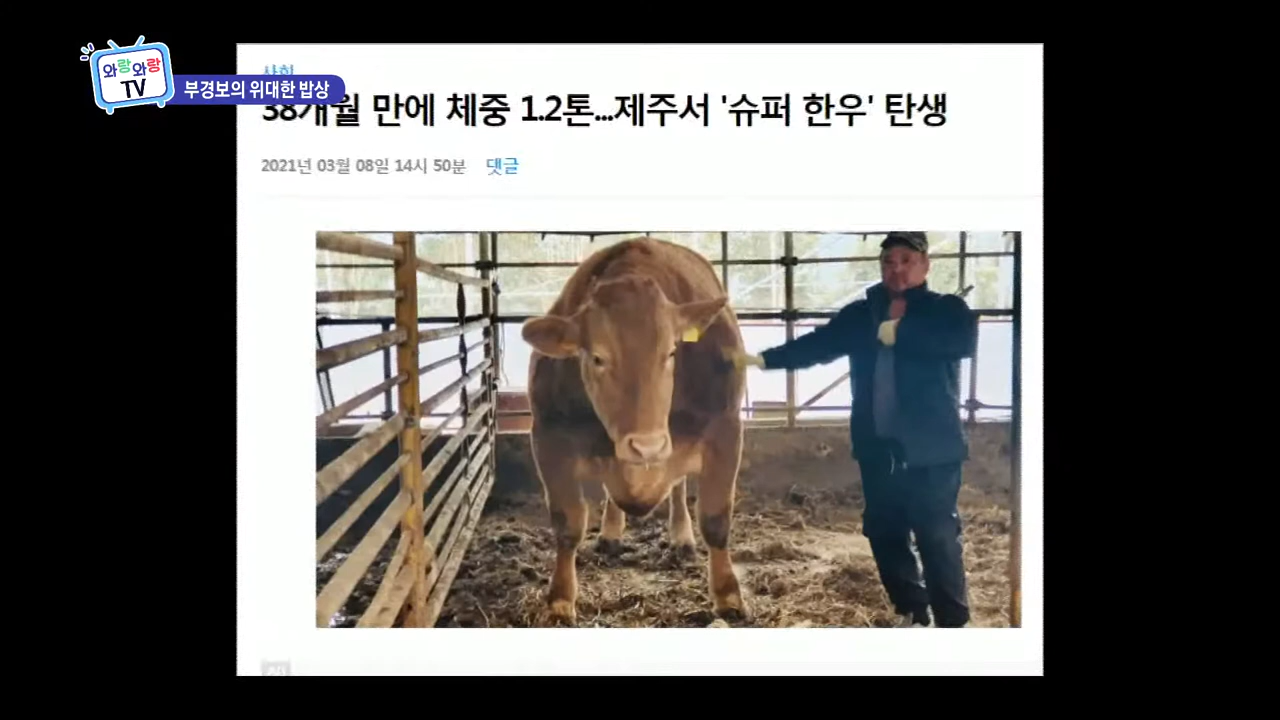 와랑와랑
TV
부경보의 위대한 밥상
사회
38개월 만에 체중 1.2톤...제주서 '슈퍼 한우' 탄생
2021년 03월 08일 14시 50분 댓글